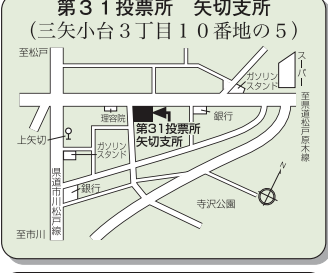 第３１投票所　矢切支所
（三矢小台３丁目１０番地の５）
至松戸
スーパー
ガソリン
スタンド
至県道松戸原木線
理容院
銀行
第31投票所
矢切支所
上矢切
ガソリン
スタンド
県道市川松戸線
銀行
N
寺沢公園
至市川